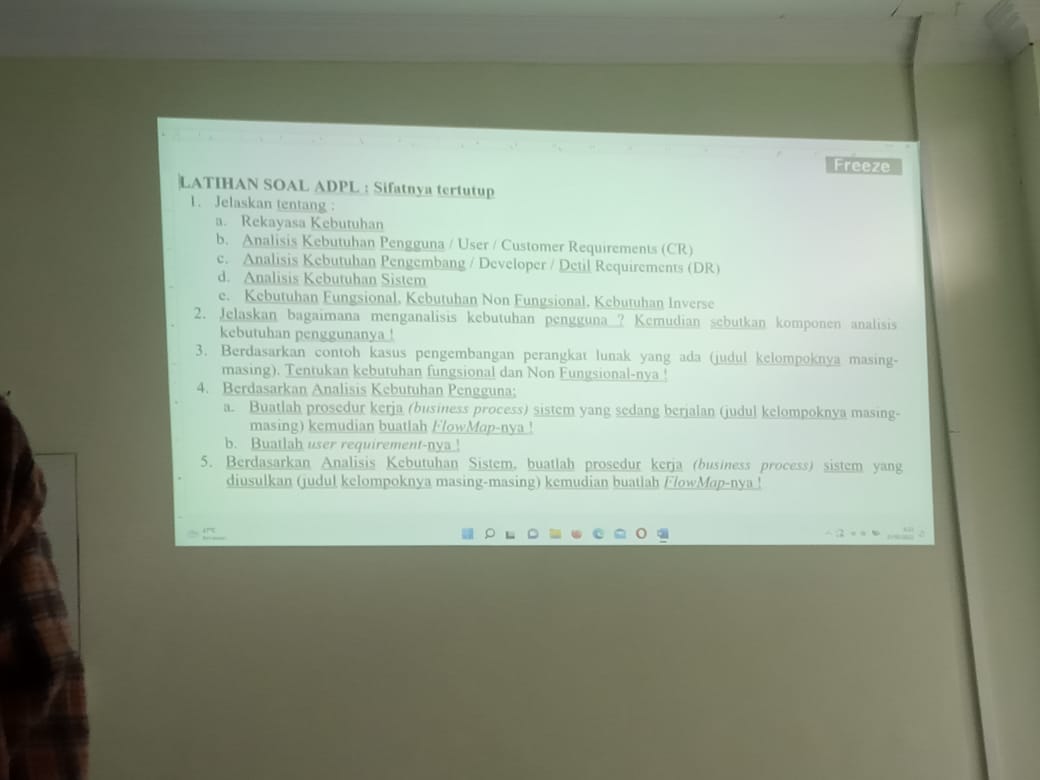 Freeze
LATIHAN SOAL ADPL : Sifatnya tertutup
1. Jelaskan tentang :
a. Rekayasa Kebutuhan
b. Analisis Kebutuhan Pengguna / User / Customer Requirements (CR)
c. Analisis Kebutuhan Pengembang / Developer / Detil Requirements (DR)
d. Analisis Kebutuhan Sistem
e. Kebutuhan Fungsional, Kebutuhan Non Fungsional, Kebutuhan Inverse
2. Jelaskan bagaimana menganalisis kebutuhan pengguna ? Kemudian sebutkan komponen analisis
kebutuhan penggunanya !
3. Berdasarkan contoh kasus pengembangan perangkat lunak yang ada (judul kelompoknya masing-
masing). Tentukan kebutuhan fungsional dan Non Fungsional-nya !
4. Berdasarkan Analisis Kebutuhan Pengguna:
a. Buatlah prosedur kerja (business process) sistem yang sedang berjalan (judul kelompoknya masing-
masing) kemudian buatlah FlowMap-nya !
b. Buatlah user requirement-nya !
5. Berdasarkan Analisis Kebutuhan Sistem, buatlah prosedur kerja (business process) sistem yang
diusulkan (judul kelompoknya masing-masing) kemudian buatlah FlowMap-nya !